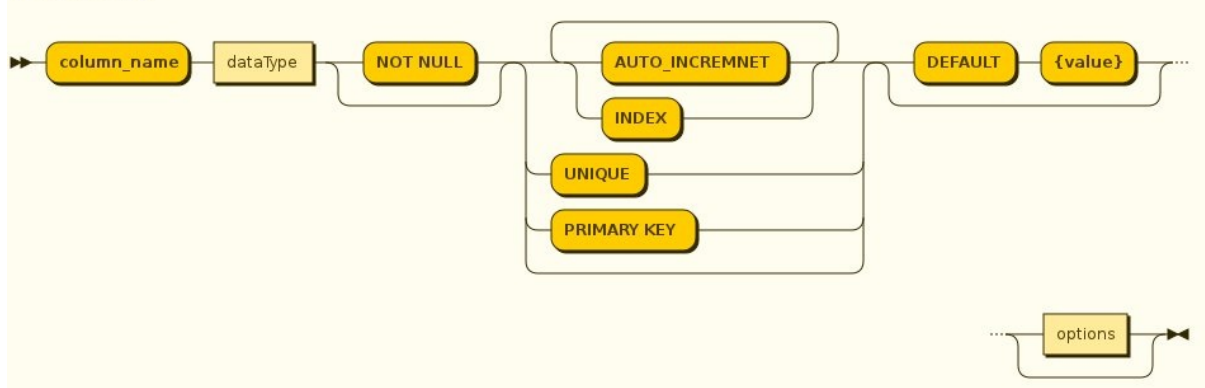 column_name dataType NOT NULL AUTO_INCREMNET DEFAULT {value}
INDEX
UNIQUE
PRIMARY KEY
options